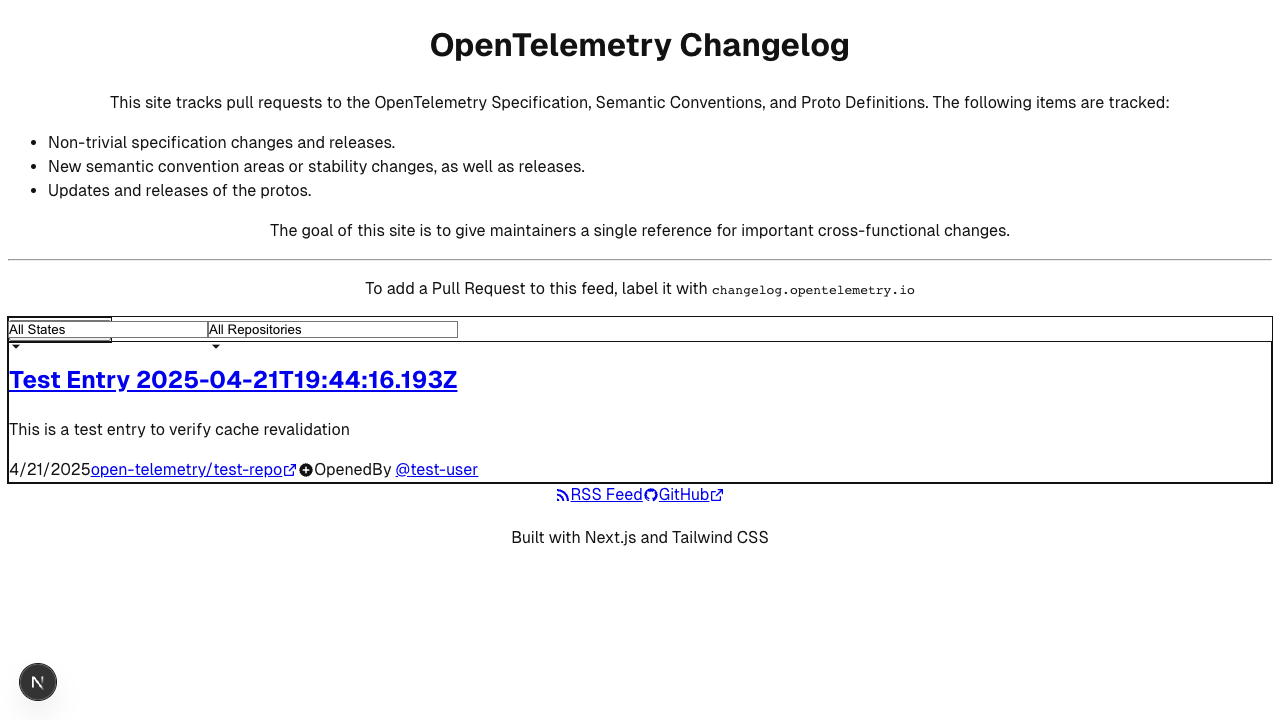 OpenTelemetry Changelog
This site tracks pull requests to the OpenTelemetry Specification, Semantic Conventions, and Proto Definitions. The following items are tracked:
Non-trivial specification changes and releases.
New semantic convention areas or stability changes, as well as releases.
Updates and releases of the protos.
The goal of this site is to give maintainers a single reference for important cross-functional changes.
To add a Pull Request to this feed, label it with changelog.opentelemetry.io
All States All Repositories
Test Entry 2025-04-21T19:44:16.193Z
This is a test entry to verify cache revalidation
4/21/2025open-telemetry/test-repo OpenedBy @test-user
RSS Feed GitHub
Built with Next.js and Tailwind CSS
N